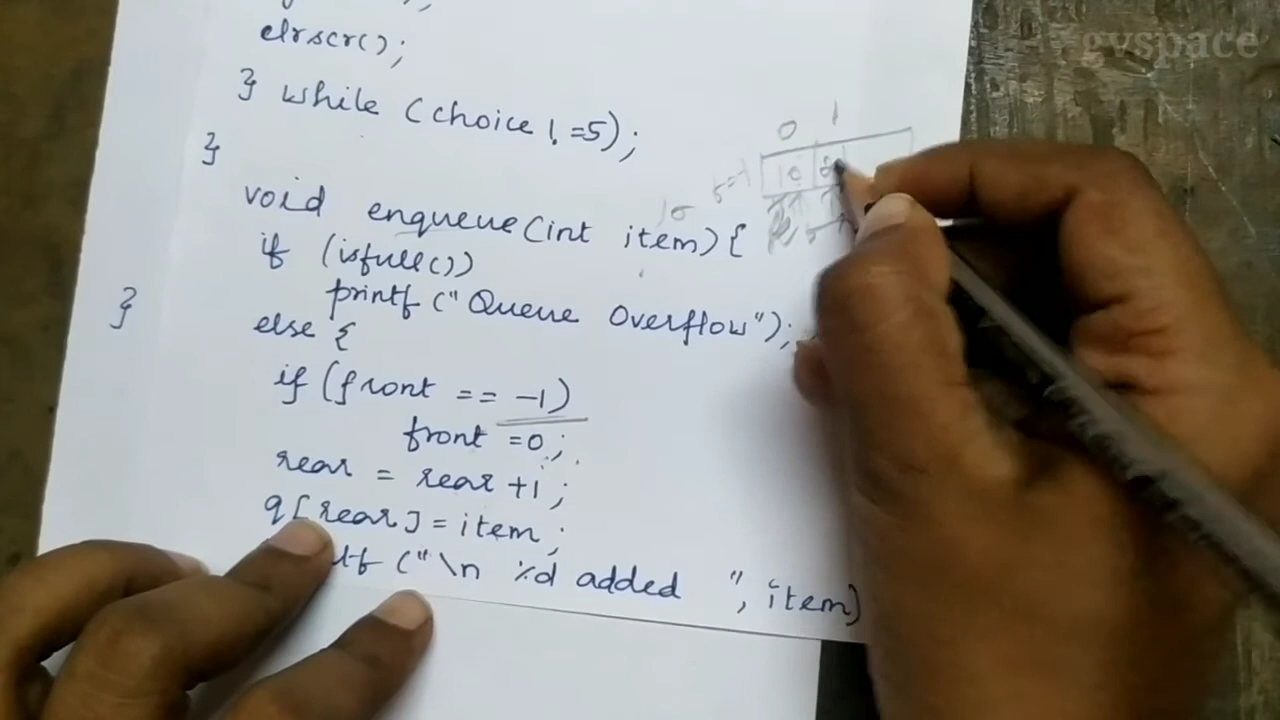 gvspace
clrscr();
} while (choice !=5);
}
void enqueue(int item){
if (isfull())
printf("Queue Overflow");
}
else {
if (front == -1)
front =0;
rear = rear +1;
q[rear] = item;
tf ("\n %d added ", item)
0 1
10